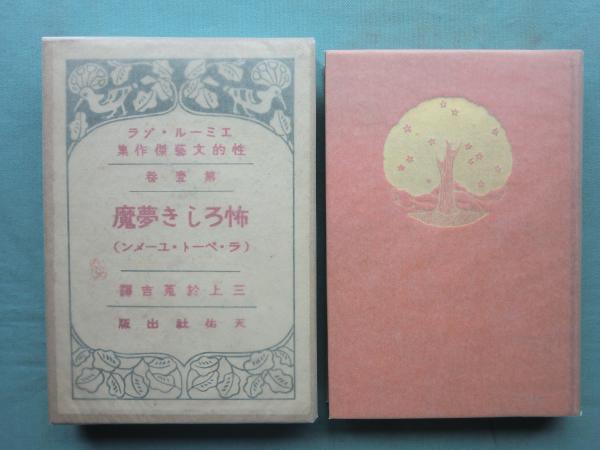 エミール・ゾラ
性的文藝傑作集
第壹卷
怖ろしき夢魔
(ラ・ベート・ユーメン)
三上於菟吉譯
天佑社出版